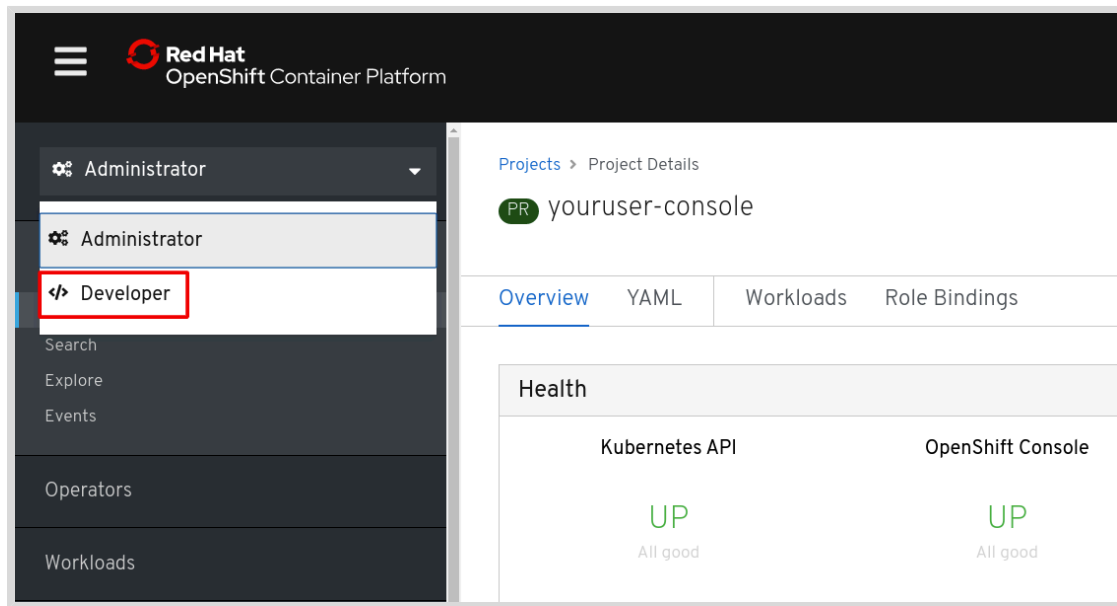 Red Hat
OpenShift Container Platform
Administrator
Administrator
Developer
Search
Explore
Events
Operators
Workloads
Projects > Project Details
PR youruser-console
Overview YAML Workloads Role Bindings
Health
Kubernetes API OpenShift Console
UP UP
All good All good